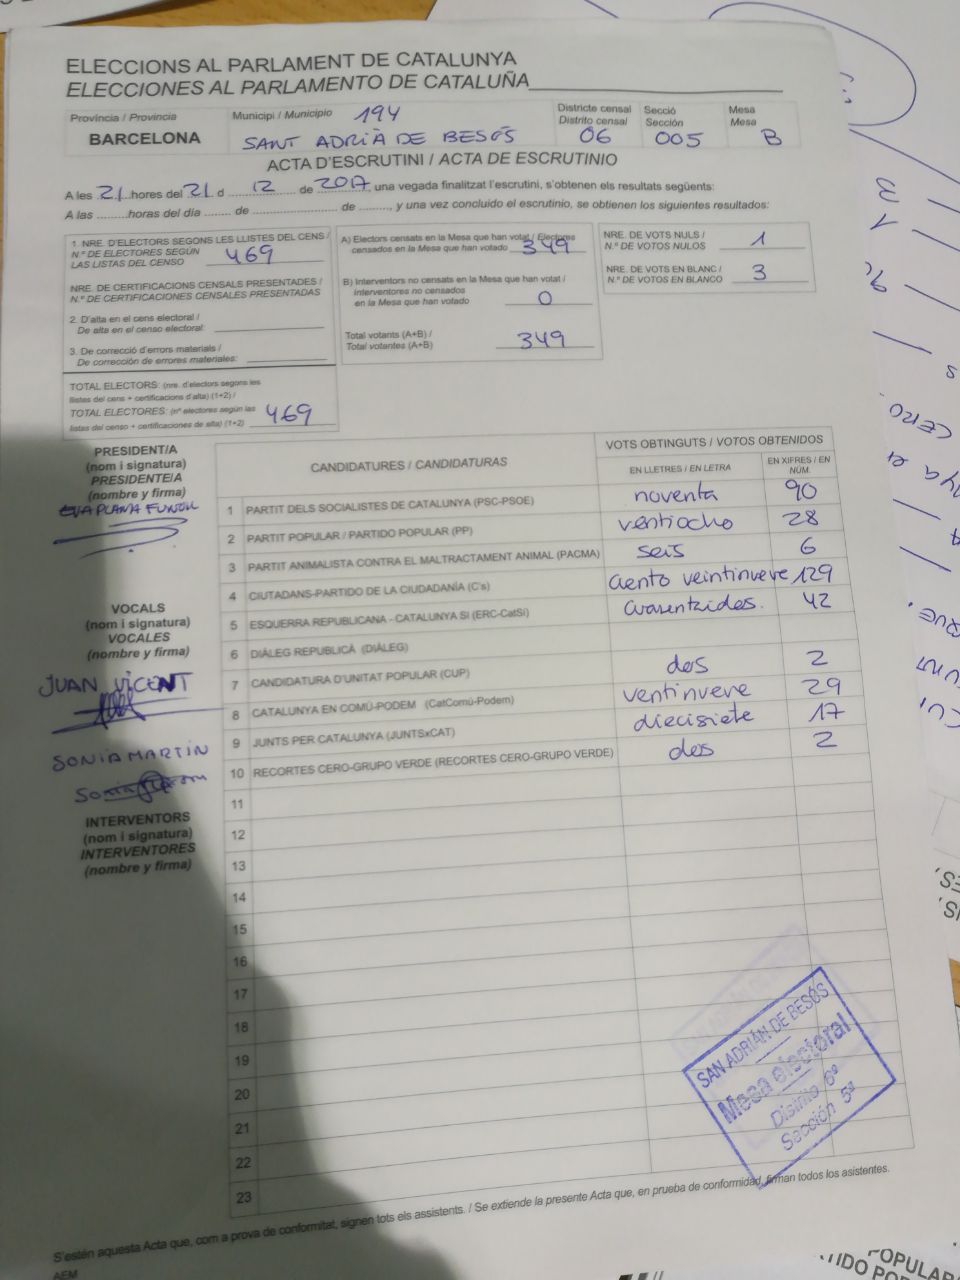 ELECCIONS AL PARLAMENT DE CATALUNYA
ELECCIONES AL PARLAMENTO DE CATALUÑA
Província / Provincia
BARCELONA
Municipi / Municipio 194
SANT ADRIÀ DE BESÒS
Districte censal
Distrito censal
06
Secció
Sección
005
Mesa
Mesa
B
ACTA D'ESCRUTINI / ACTA DE ESCRUTINIO
A les 21 hores del 21 d 12 de 2017, una vegada finalitzat l'escrutini, s'obtenen els resultats següents:
A las ........horas del día ....... de ...................... de ........, y una vez concluido el escrutinio, se obtienen los siguientes resultados:
1. NRE. D'ELECTORS SEGONS LES LLISTES DEL CENS /
N.º DE ELECTORES SEGÚN
LAS LISTAS DEL CENSO 469
NRE. DE CERTIFICACIONS CENSALS PRESENTADES /
N.º DE CERTIFICACIONES CENSALES PRESENTADAS
2. D'alta en el cens electoral /
De alta en el censo electoral:
3. De correcció d'errors materials /
De corrección de errores materiales:
TOTAL ELECTORS: (nre. d'electors segons les
llistes del cens + certificacions d'alta) (1+2) /
TOTAL ELECTORES: (nº electores según las
listas del censo + certificaciones de alta) (1+2) 469
A) Electors censats en la Mesa que han votat / Electores
censados en la Mesa que han votado 349
B) Interventors no censats en la Mesa que han votat /
Interventores no censados
en la Mesa que han votado 0
Total votants (A+B) /
Total votantes (A+B) 349
NRE. DE VOTS NULS /
N.º DE VOTOS NULOS 1
NRE. DE VOTS EN BLANC /
N.º DE VOTOS EN BLANCO 3
PRESIDENT/A
(nom i signatura)
PRESIDENTE/A
(nombre y firma)
VOCALS
(nom i signatura)
VOCALES
(nombre y firma)
JUAN VICENT
SONIA MARTIN
INTERVENTORS
(nom i signatura)
INTERVENTORES
(nombre y firma)
CANDIDATURES / CANDIDATURAS
VOTS OBTINGUTS / VOTOS OBTENIDOS
EN LLETRES / EN LETRA
EN XIFRES / EN NÚM.
1 PARTIT DELS SOCIALISTES DE CATALUNYA (PSC-PSOE) noventa 90
2 PARTIT POPULAR / PARTIDO POPULAR (PP) ventiocho 28
3 PARTIT ANIMALISTA CONTRA EL MALTRACTAMENT ANIMAL (PACMA) seis 6
4 CIUTADANS-PARTIDO DE LA CIUDADANÍA (C's) ciento veintinueve 129
5 ESQUERRA REPUBLICANA - CATALUNYA SÍ (ERC-CatSí) 42
6 DIÀLEG REPUBLICÀ (DIÀLEG)
7 CANDIDATURA D'UNITAT POPULAR (CUP) dos 2
8 CATALUNYA EN COMÚ-PODEM (CatComú-Podem) ventinueve 29
9 JUNTS PER CATALUNYA (JUNTSxCAT) diecisiete 17
10 RECORTES CERO-GRUPO VERDE (RECORTES CERO-GRUPO VERDE) dos 2
11
12
13
14
15
16
17
18
19
20
21
22
23
SAN ADRIÁN DE BESÓS
Mesa electoral
Distrito 6º
Sección 5ª
S'estén aquesta Acta que, com a prova de conformitat, signen tots els assistents. / Se extiende la presente Acta que, en prueba de conformidad, firman todos los asistentes.
AEM